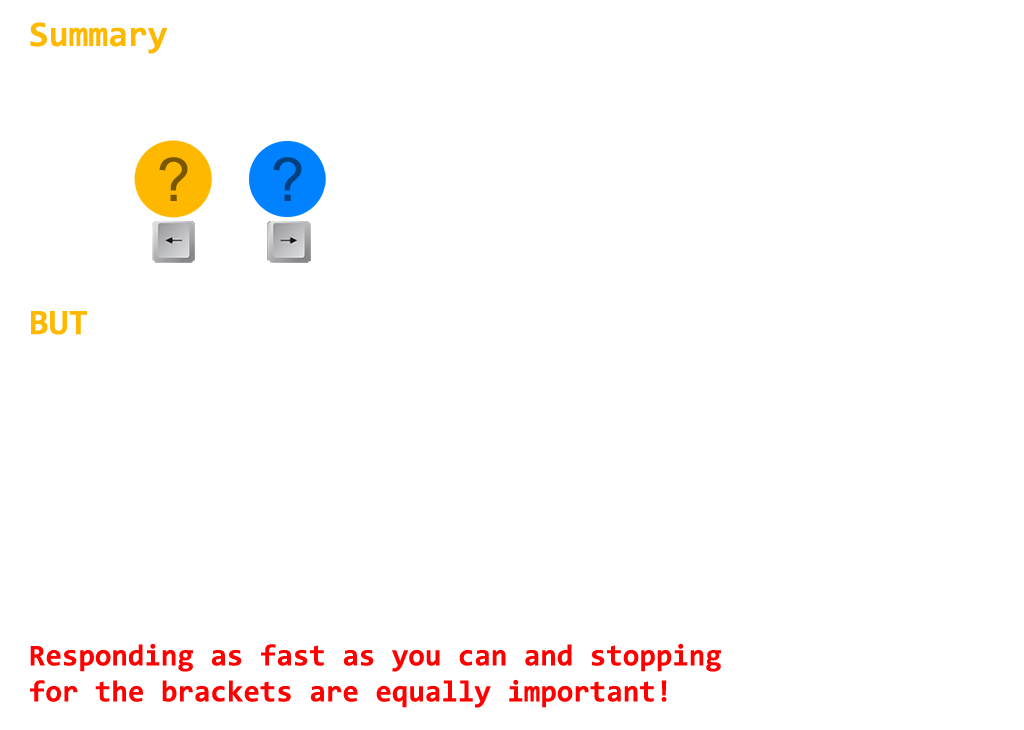 Summary
? ?
← →
BUT
Responding as fast as you can and stopping
for the brackets are equally important!